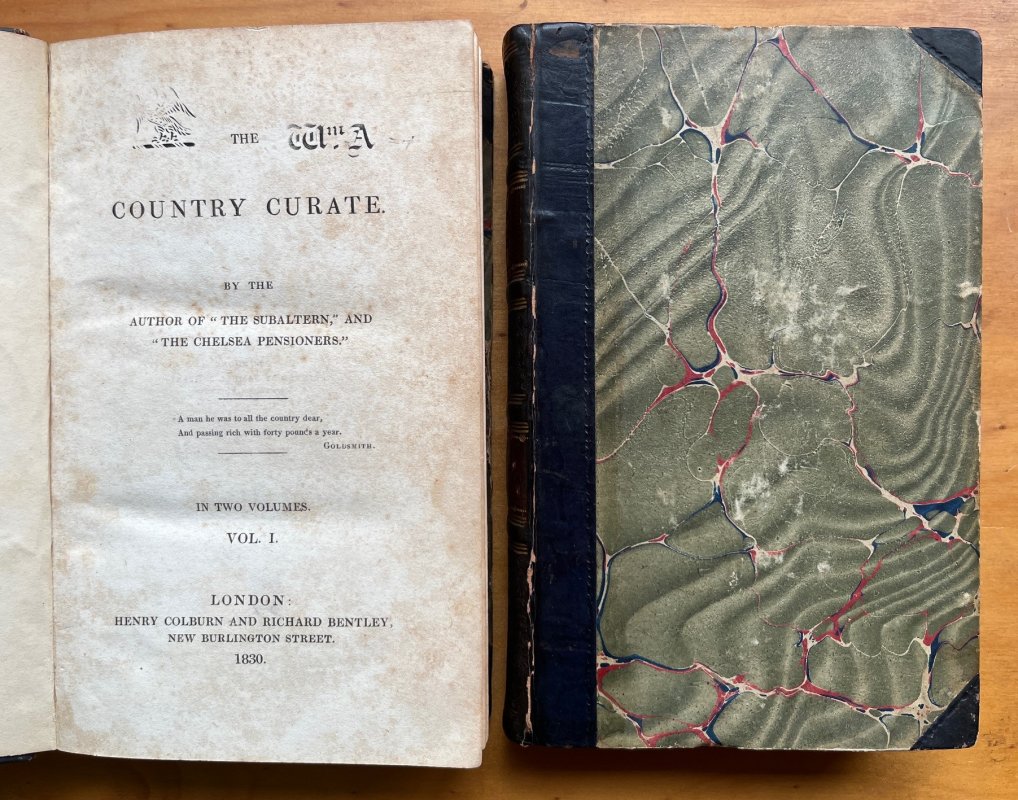 THE Wm. A
COUNTRY CURATE.
BY THE
AUTHOR OF "THE SUBALTERN," AND
"THE CHELSEA PENSIONERS."
A man he was to all the country dear,
And passing rich with forty pounds a year.
GOLDSMITH.
IN TWO VOLUMES.
VOL. I.
LONDON:
HENRY COLBURN AND RICHARD BENTLEY,
NEW BURLINGTON STREET.
1830.